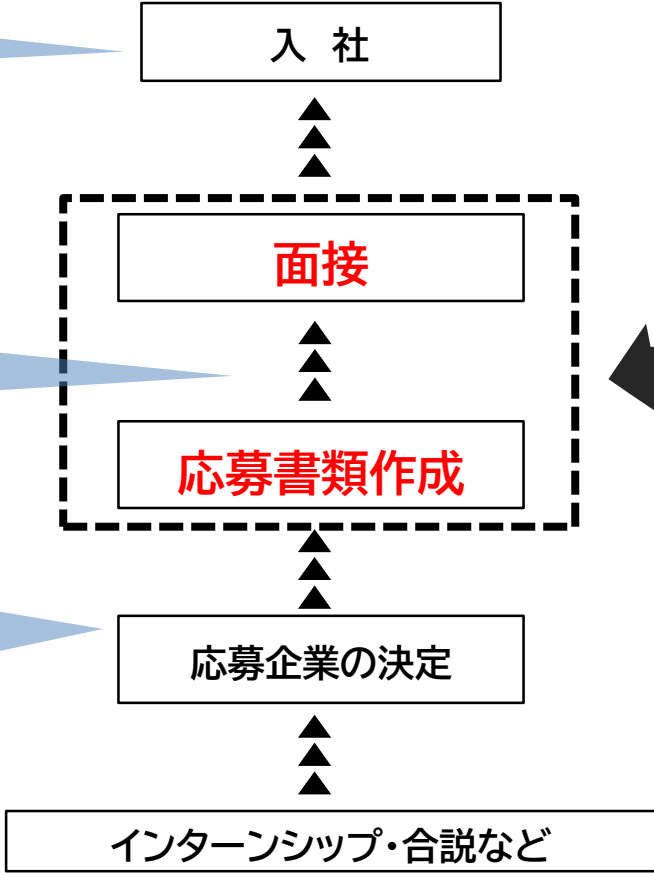 入 社
面接
応募書類作成
応募企業の決定
インターンシップ・合説など